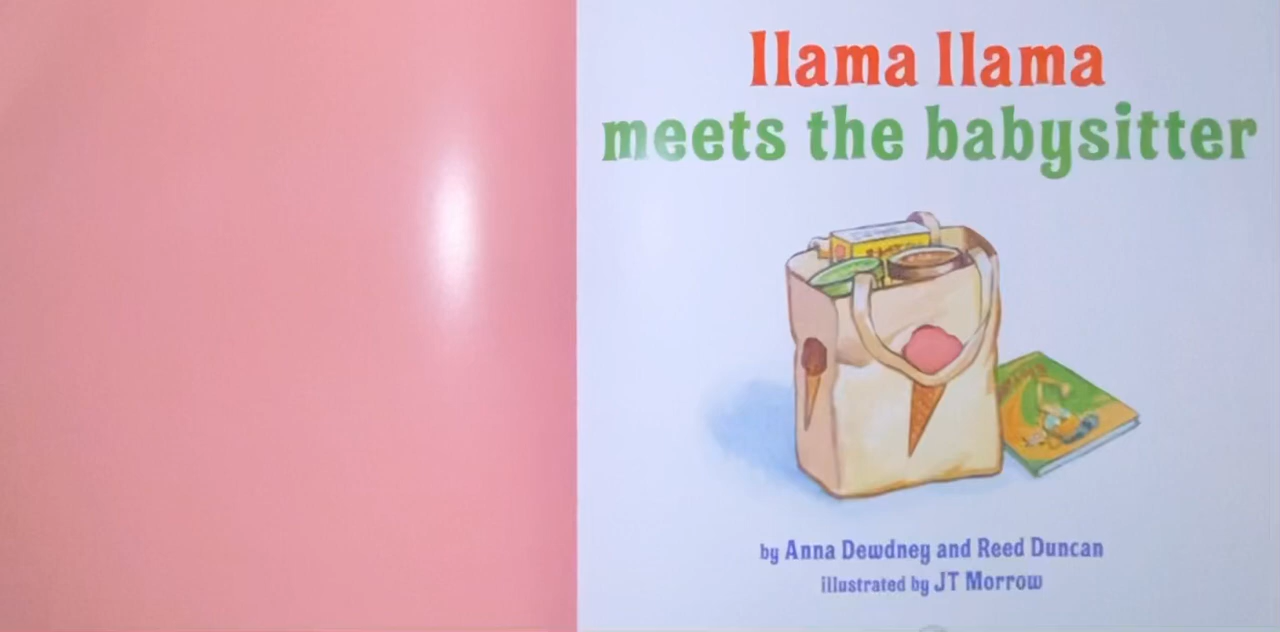 llama llama
meets the babysitter
by Anna Dewdney and Reed Duncan
illustrated by JT Morrow